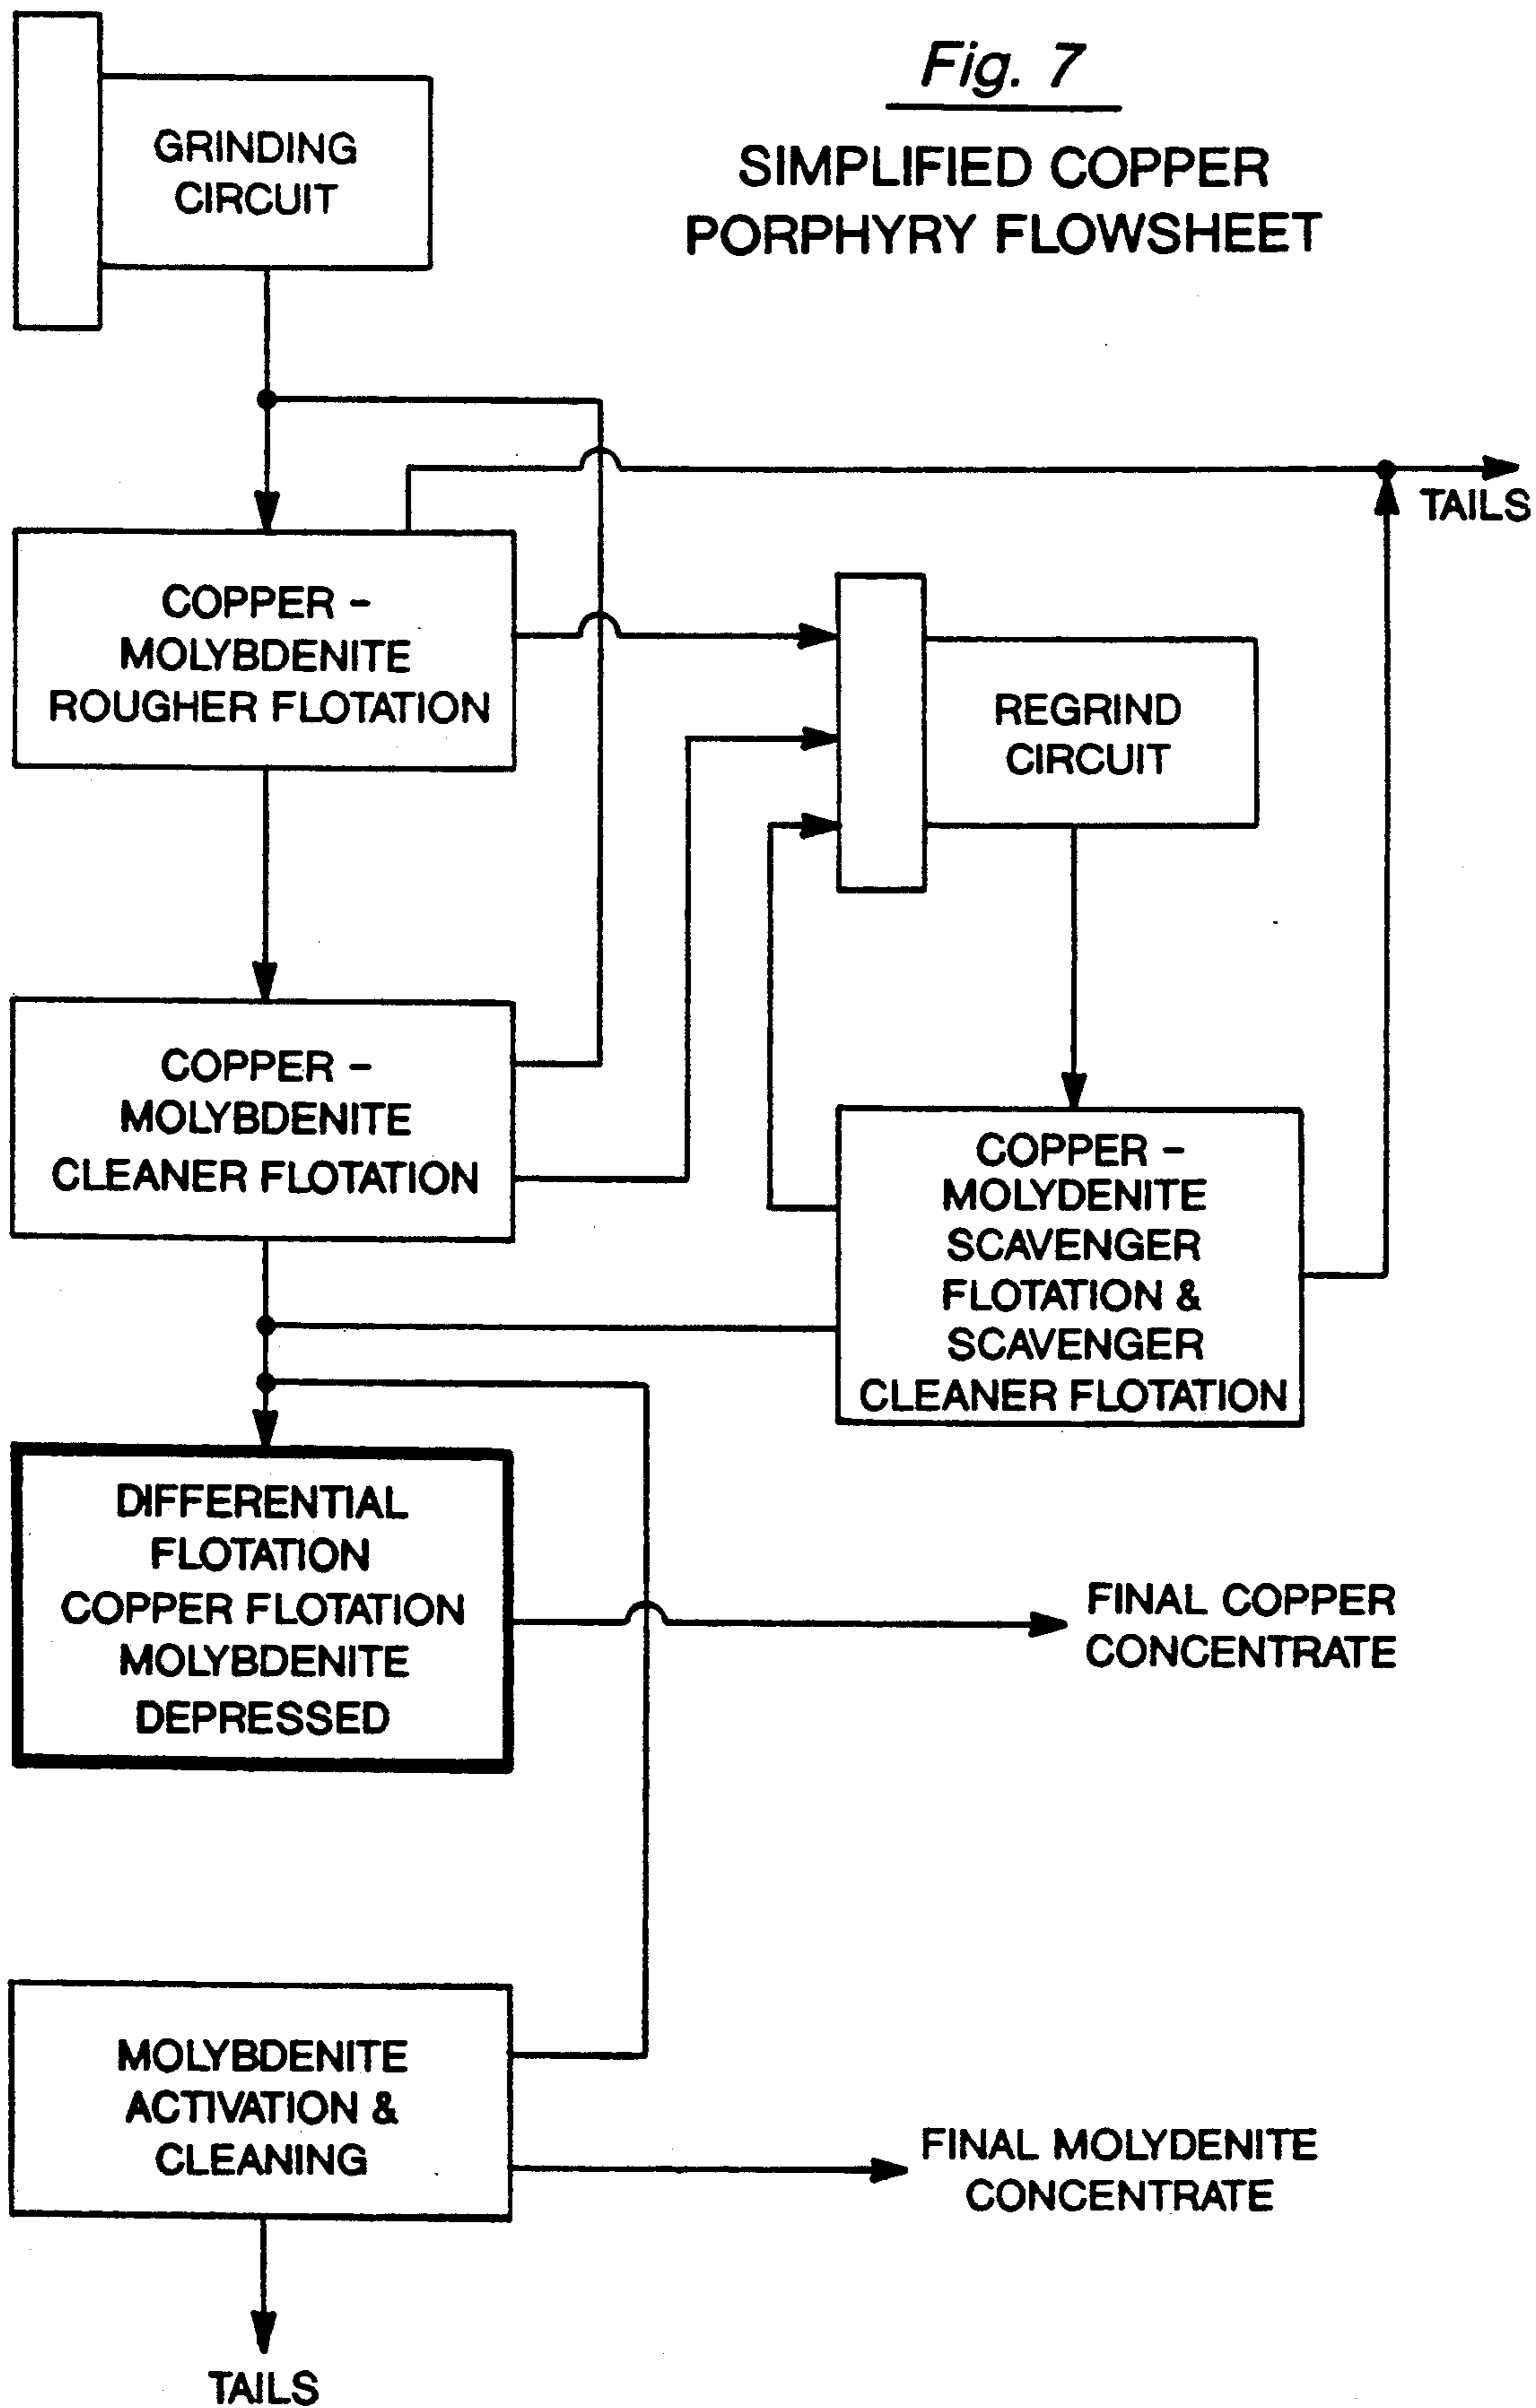 Fig. 7
SIMPLIFIED COPPER
PORPHYRY FLOWSHEET
GRINDING
CIRCUIT
TAILS
COPPER -
MOLYBDENITE
ROUGHER FLOTATION
REGRIND
CIRCUIT
COPPER -
MOLYBDENITE
CLEANER FLOTATION
COPPER -
MOLYDENITE
SCAVENGER
FLOTATION &
SCAVENGER
CLEANER FLOTATION
DIFFERENTIAL
FLOTATION
COPPER FLOTATION
MOLYBDENITE
DEPRESSED
FINAL COPPER
CONCENTRATE
MOLYBDENITE
ACTIVATION &
CLEANING
FINAL MOLYDENITE
CONCENTRATE
TAILS